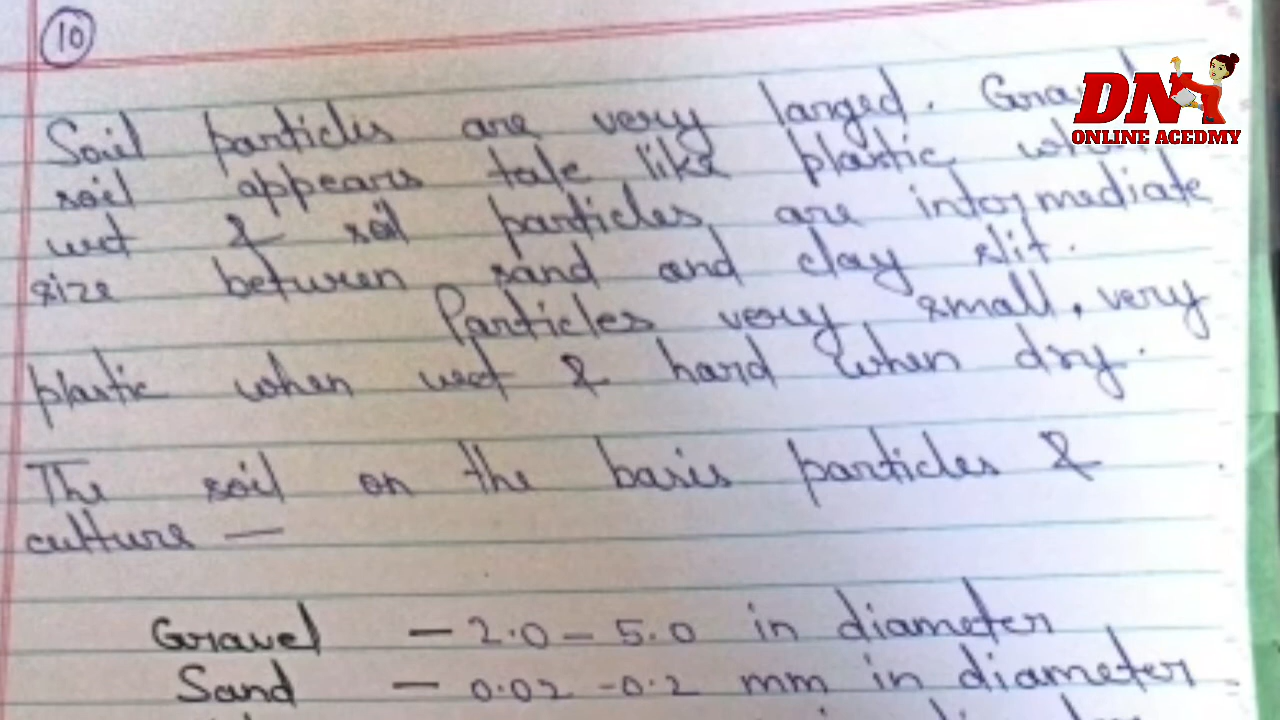 10
Soil particles are very larged.
soil appears talc like plastic
wet & soil particles, are intermediate
size between sand and clay slit.
Particles very small, very
plastic when wet & hard when dry.
The soil on the basis particles &
culture —
Gravel — 2.0 – 5.0 in diameter
Sand — 0.02 - 0.2 mm in diameter
DN
ONLINE ACEDMY